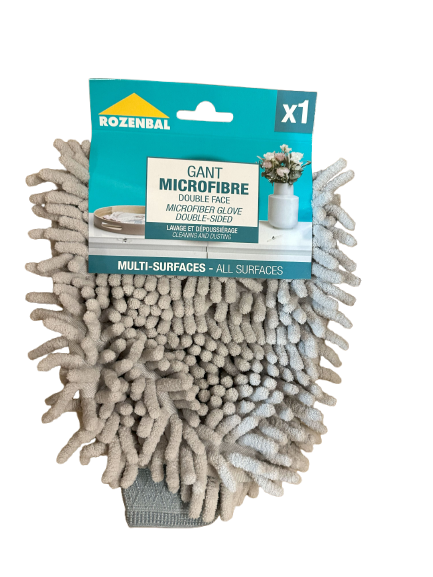 ROZENBAL
x1
GANT
MICROFIBRE
DOUBLE FACE
MICROFIBER GLOVE
DOUBLE-SIDED
LAVAGE ET DÉPOUSSIÉRAGE
CLEANING AND DUSTING
MULTI-SURFACES - ALL SURFACES